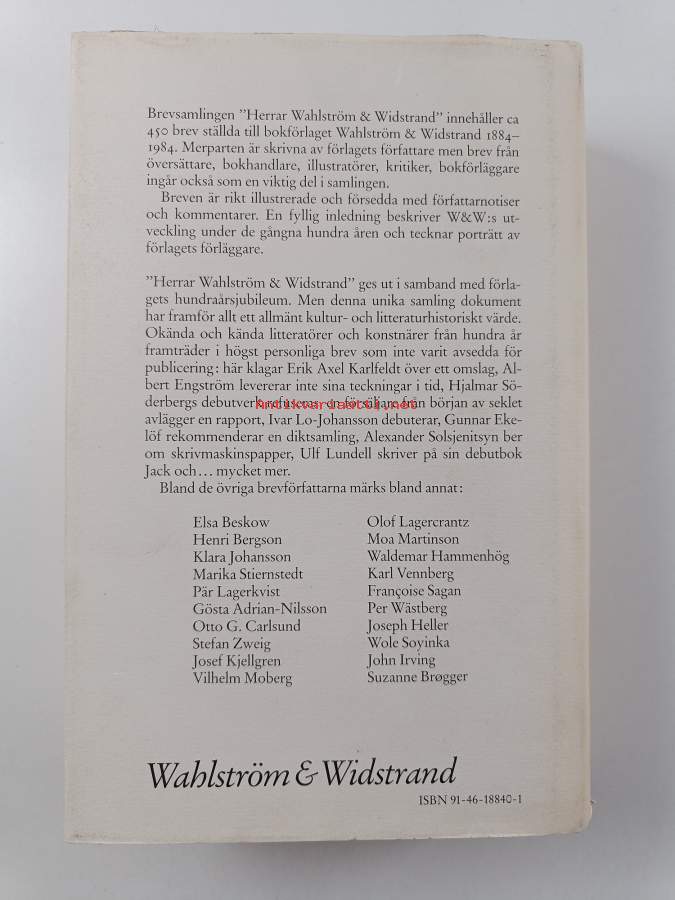 Brevsamlingen "Herrar Wahlström & Widstrand" innehåller ca
450 brev ställda till bokförlaget Wahlström & Widstrand 1884–
1984. Merparten är skrivna av förlagets författare men brev från
översättare, bokhandlare, illustratörer, kritiker, bokförläggare
ingår också som en viktig del i samlingen.
Breven är rikt illustrerade och försedda med författarnotiser
och kommentarer. En fyllig inledning beskriver W&W:s ut-
veckling under de gångna hundra åren och tecknar porträtt av
förlagets förläggare.
"Herrar Wahlström & Widstrand" ges ut i samband med förla-
gets hundraårsjubileum. Men denna unika samling dokument
har framför allt ett allmänt kultur- och litteraturhistoriskt värde.
Okända och kända litteratörer och konstnärer från hundra år
framträder i högst personliga brev som inte varit avsedda för
publicering: här klagar Erik Axel Karlfeldt över ett omslag, Al-
bert Engström levererar inte sina teckningar i tid, Hjalmar Sö-
derbergs debutverk refuseras, en försäljare från början av seklet
Antikvariaatti.net
avlägger en rapport, Ivar Lo-Johansson debuterar, Gunnar Eke-
löf rekommenderar en diktsamling, Alexander Solsjenitsyn ber
om skrivmaskinspapper, Ulf Lundell skriver på sin debutbok
Jack och... mycket mer.
Bland de övriga brevförfattarna märks bland annat:
Elsa Beskow
Henri Bergson
Klara Johansson
Marika Stiernstedt
Pär Lagerkvist
Gösta Adrian-Nilsson
Otto G. Carlsund
Stefan Zweig
Josef Kjellgren
Vilhelm Moberg
Olof Lagercrantz
Moa Martinson
Waldemar Hammenhög
Karl Vennberg
Françoise Sagan
Per Wästberg
Joseph Heller
Wole Soyinka
John Irving
Suzanne Brøgger
Wahlström & Widstrand
ISBN 91-46-18840-1